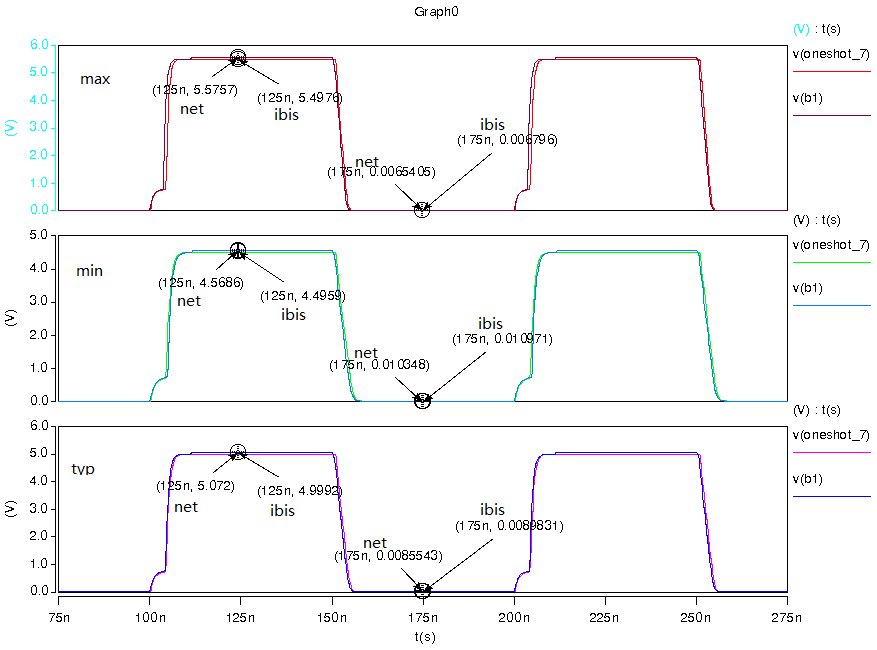 Graph0
(V) : t(s)
6.0
5.0
4.0
3.0
2.0
1.0
0.0
(V)
max
(125n, 5.5757)
net
(125n, 5.4976)
ibis
net
(175n, 0.0065405)
ibis
(175n, 0.006796)
v(oneshot_7)
v(b1)
(V) : t(s)
5.0
4.0
3.0
2.0
1.0
0.0
(V)
min
(125n, 4.5686)
net
(125n, 4.4959)
ibis
net
(175n, 0.010348)
ibis
(175n, 0.010971)
v(oneshot_7)
v(b1)
(V) : t(s)
6.0
5.0
4.0
3.0
2.0
1.0
0.0
(V)
typ
(125n, 5.072)
net
(125n, 4.9992)
ibis
net
(175n, 0.0085543)
ibis
(175n, 0.0089831)
v(oneshot_7)
v(b1)
75n 100n 125n 150n 175n 200n 225n 250n 275n
t(s)